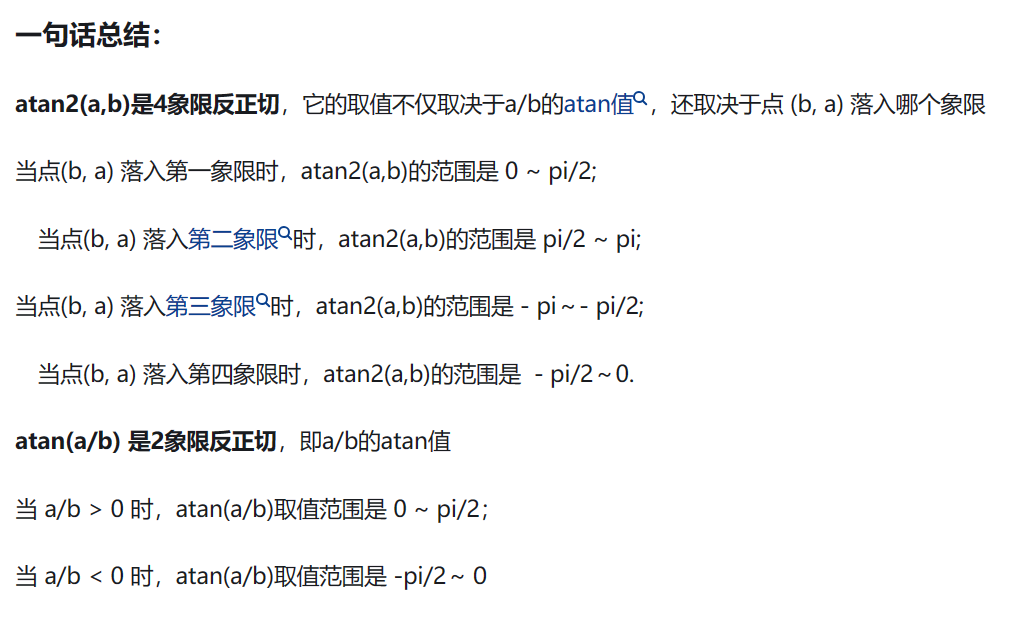 一句话总结：
atan2(a,b)是4象限反正切，它的取值不仅取决于a/b的atan值，还取决于点 (b, a) 落入哪个象限
当点(b, a) 落入第一象限时，atan2(a,b)的范围是 0 ~ pi/2;
当点(b, a) 落入第二象限时，atan2(a,b)的范围是 pi/2 ~ pi;
当点(b, a) 落入第三象限时，atan2(a,b)的范围是 - pi～- pi/2;
当点(b, a) 落入第四象限时，atan2(a,b)的范围是  - pi/2～0.
atan(a/b) 是2象限反正切，即a/b的atan值
当 a/b > 0 时，atan(a/b)取值范围是 0 ~ pi/2；
当 a/b < 0 时，atan(a/b)取值范围是 -pi/2～ 0